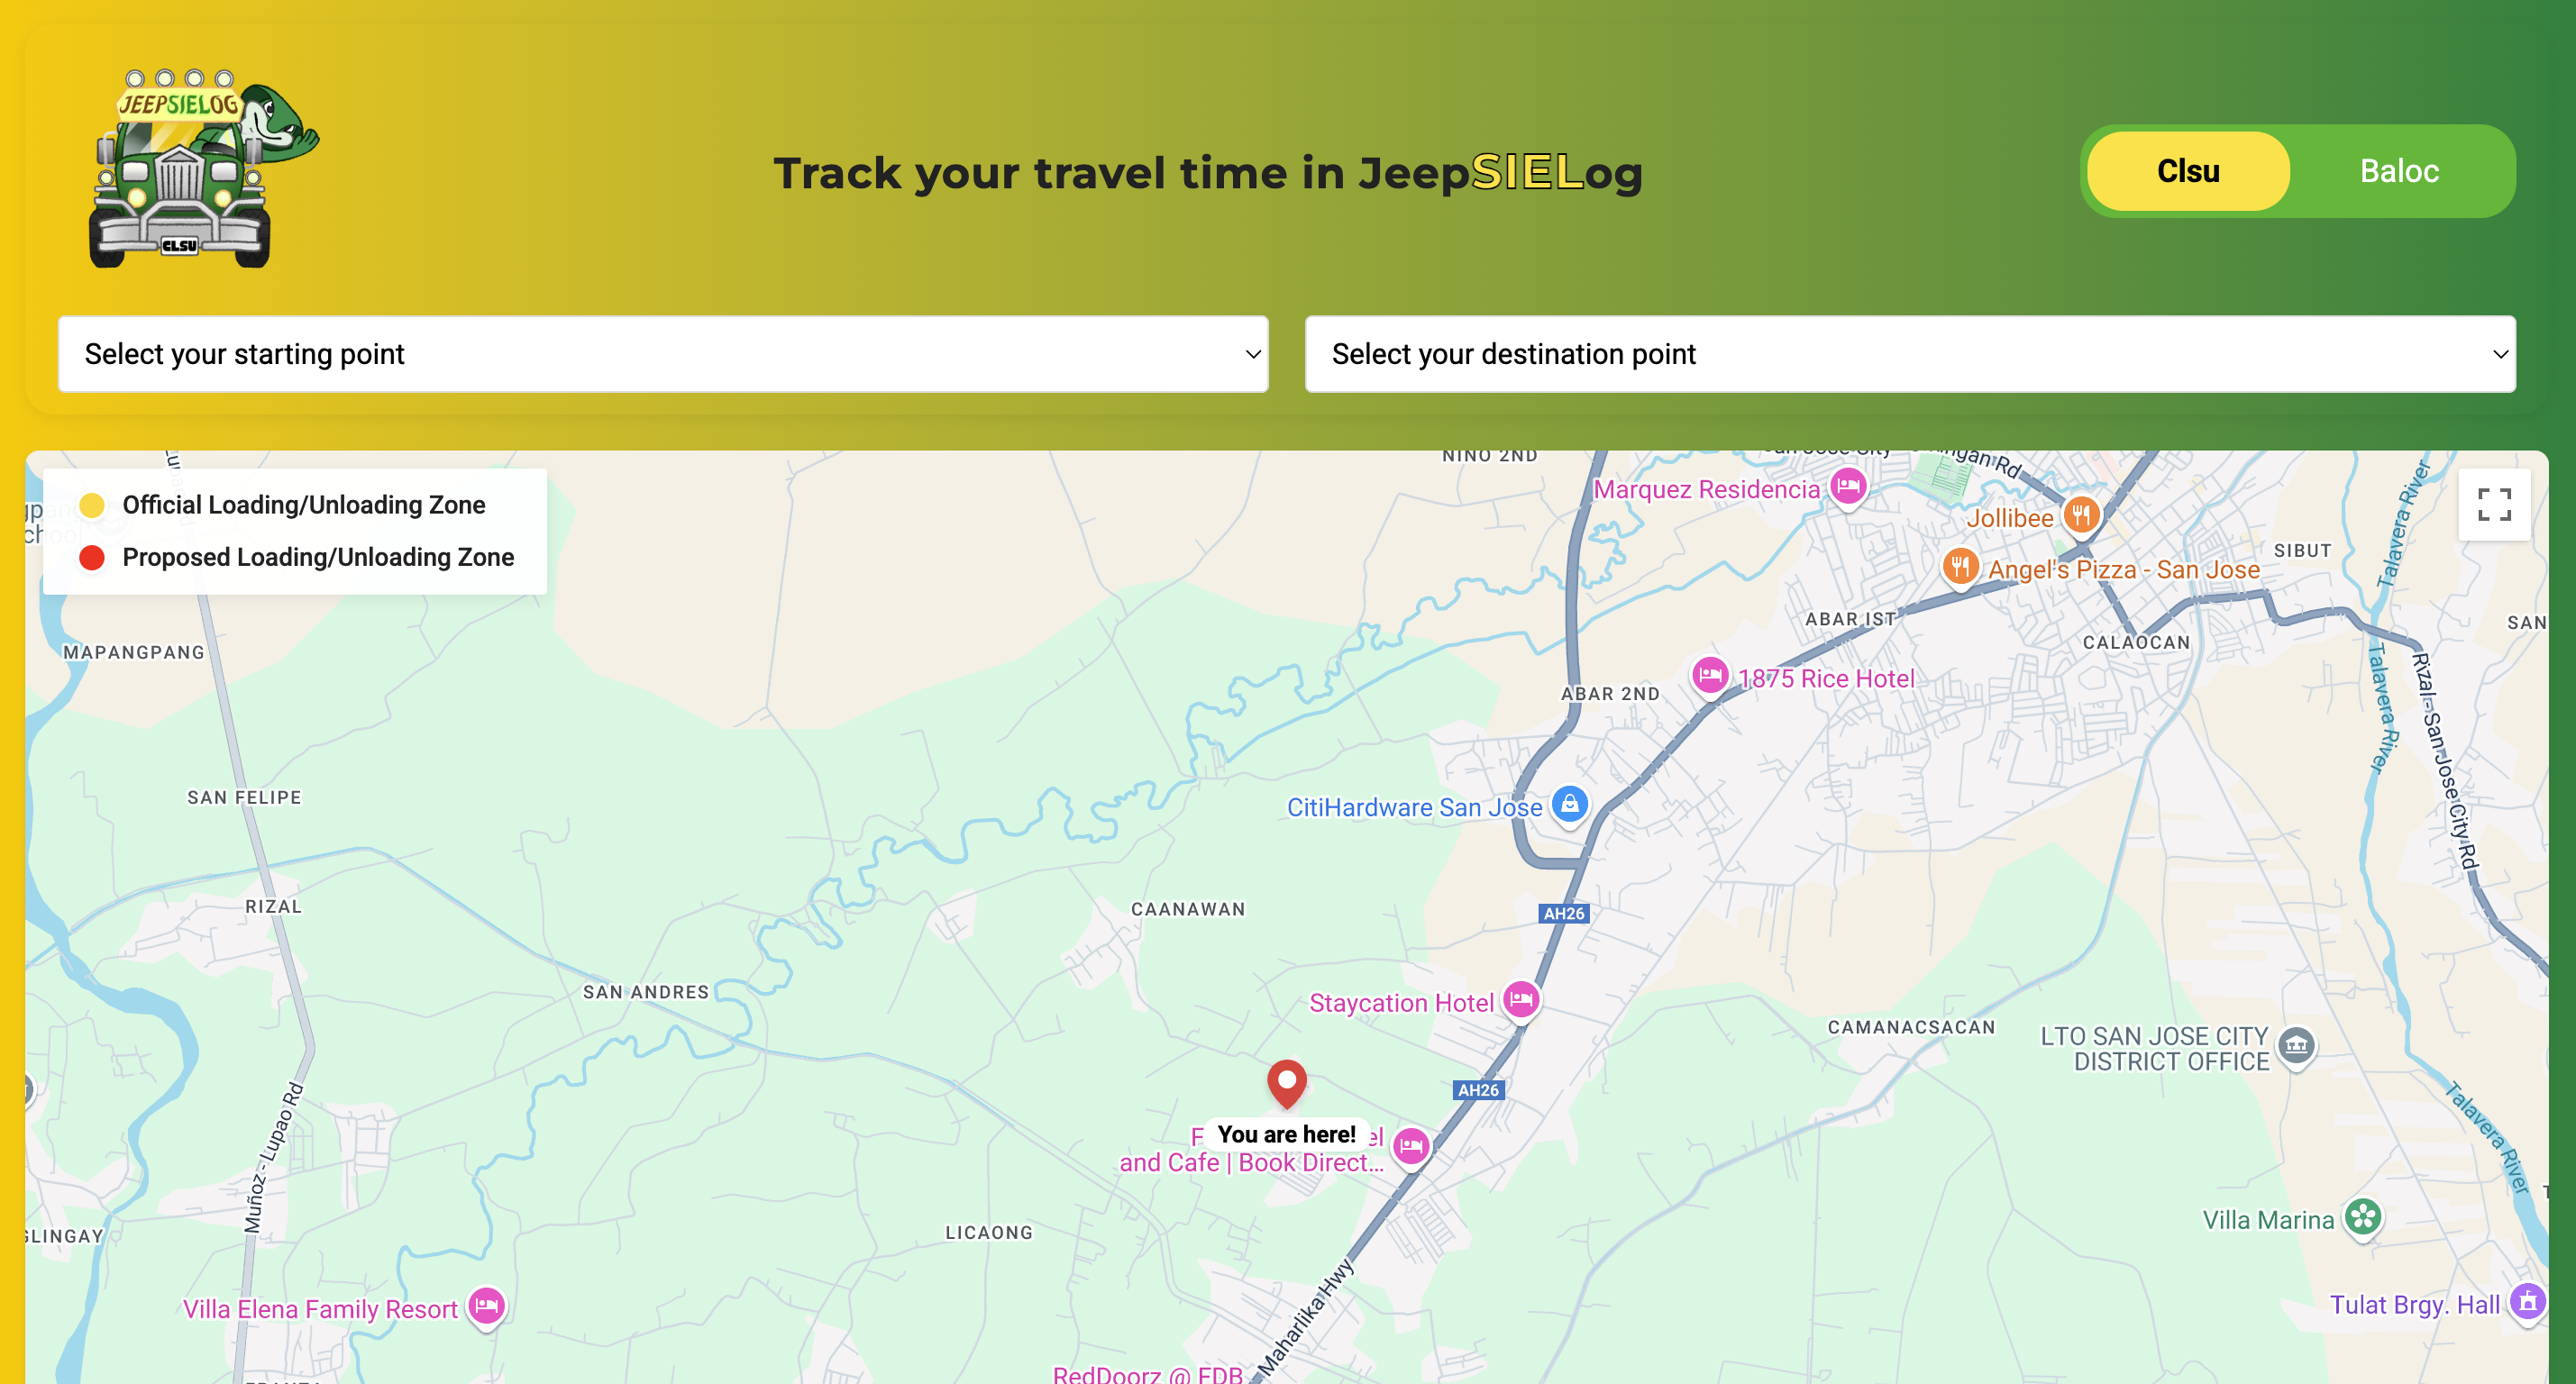 JEEPSIELOG
CLSU
Track your travel time in JeepSIELog
Clsu
Baloc
Select your starting point
Select your destination point
Official Loading/Unloading Zone
Proposed Loading/Unloading Zone
NINO 2ND
Marquez Residencia
Jollibee
Angel's Pizza - San Jose
SIBUT
Talavera River
ABAR IST
CALAOCAN
SAN
MAPANGPANG
1875 Rice Hotel
ABAR 2ND
Talavera River
Rizal - San Jose City Rd
SAN FELIPE
CitiHardware San Jose
RIZAL
CAANAWAN
AH26
SAN ANDRES
Staycation Hotel
CAMANACSACAN
LTO SAN JOSE CITY
DISTRICT OFFICE
AH26
Muñoz - Lupao Rd
You are here!
and Cafe | Book Direct...
Talavera River
LICAONG
Villa Marina
Villa Elena Family Resort
Maharlika Hwy
Tulat Brgy. Hall
RedDoorz @ FDB